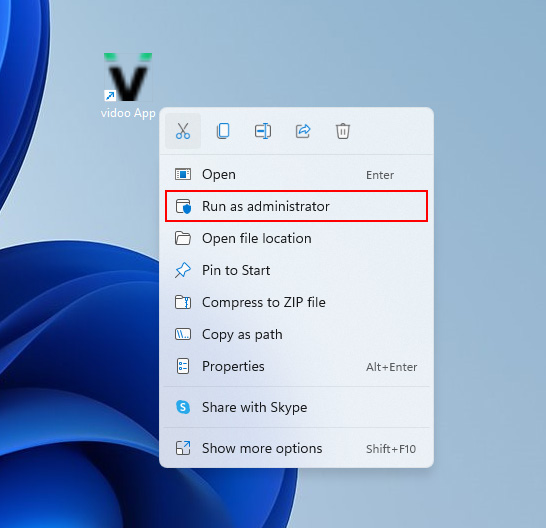 vidoo App
Open Enter
Run as administrator
Open file location
Pin to Start
Compress to ZIP file
Copy as path
Properties Alt+Enter
Share with Skype
Show more options Shift+F10